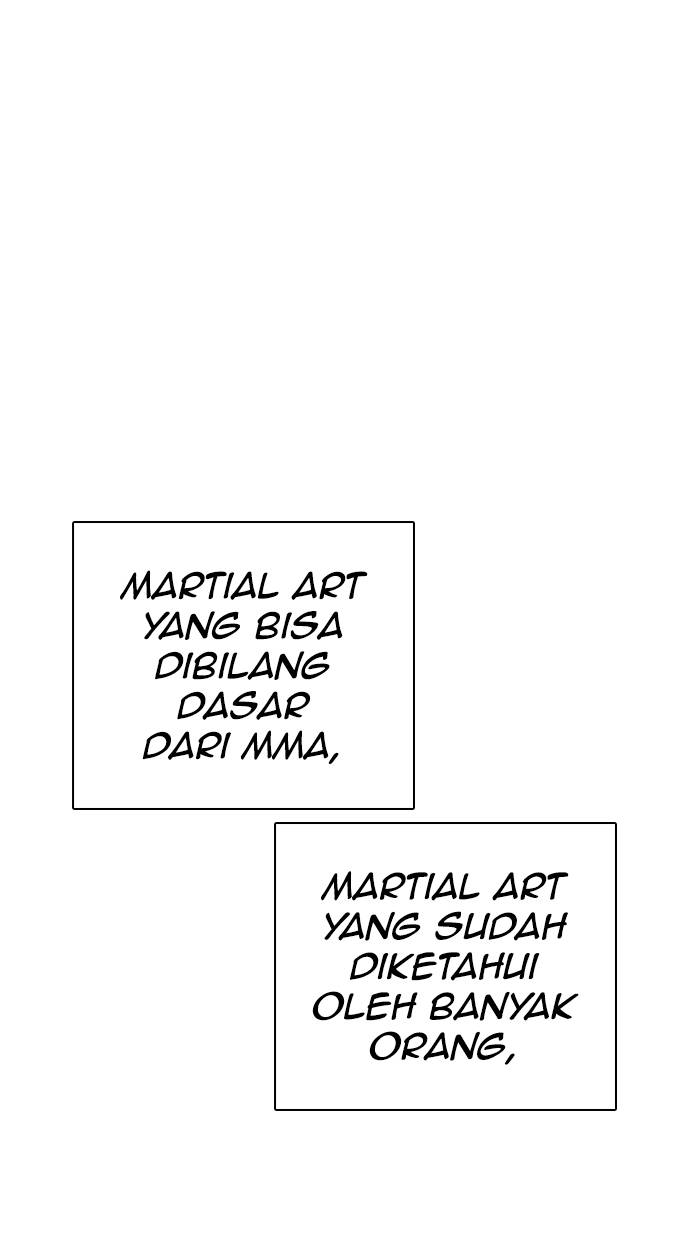 MARTIAL ART
YANG BISA
DIBILANG
DASAR
DARI MMA,
MARTIAL ART
YANG SUDAH
DIKETAHUI
OLEH BANYAK
ORANG,